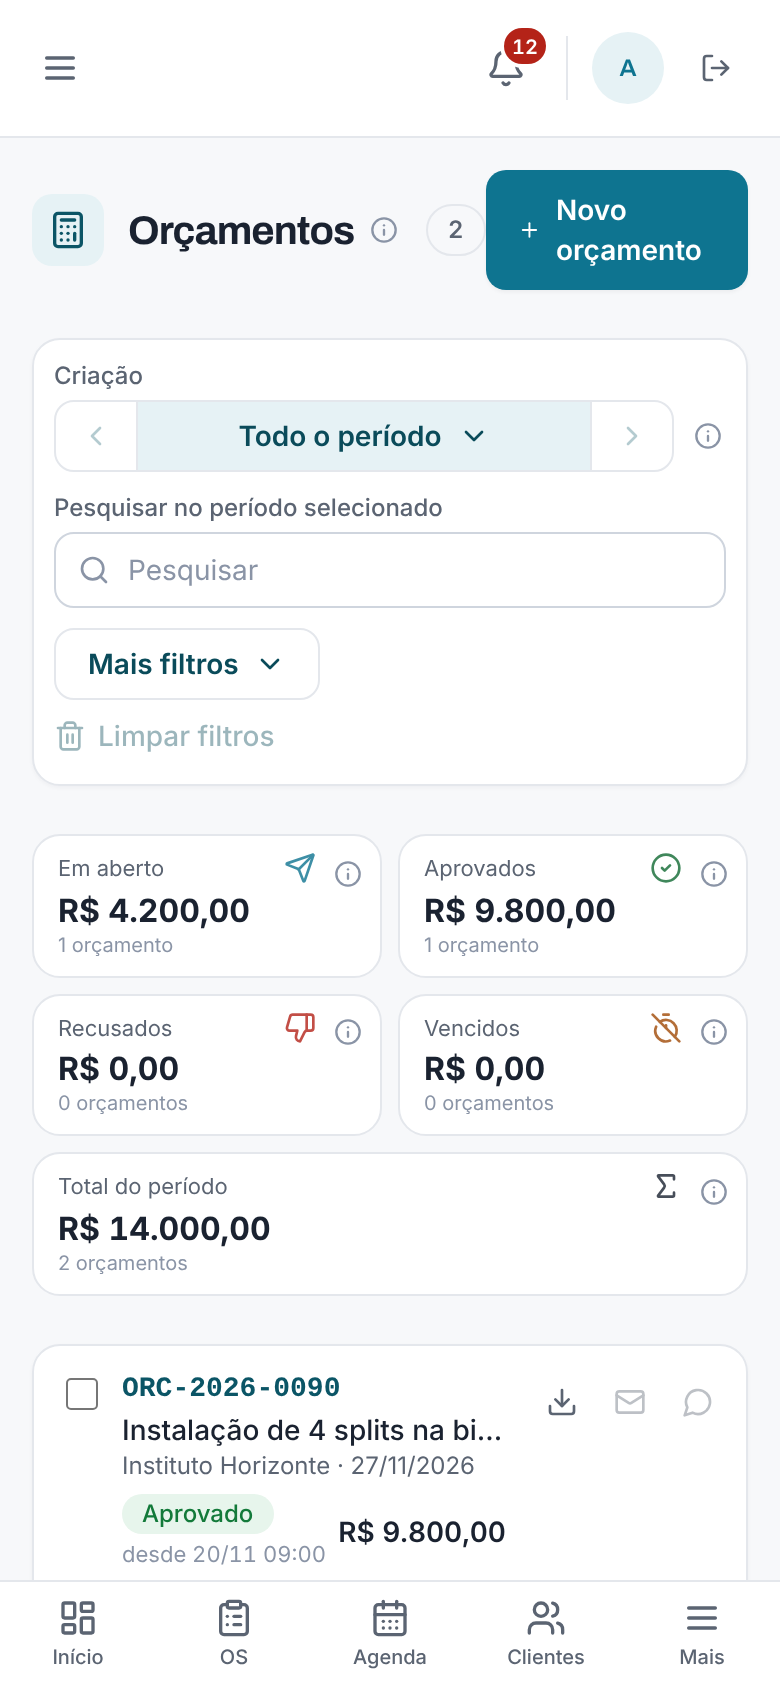 12
A
Orçamentos
2
+ Novo
orçamento
Criação
Todo o período
Pesquisar no período selecionado
Pesquisar
Mais filtros
Limpar filtros
Em aberto
R$ 4.200,00
1 orçamento
Aprovados
R$ 9.800,00
1 orçamento
Recusados
R$ 0,00
0 orçamentos
Vencidos
R$ 0,00
0 orçamentos
Total do período
R$ 14.000,00
2 orçamentos
ORC-2026-0090
Instalação de 4 splits na bi...
Instituto Horizonte · 27/11/2026
Aprovado
R$ 9.800,00
desde 20/11 09:00
Início
OS
Agenda
Clientes
Mais